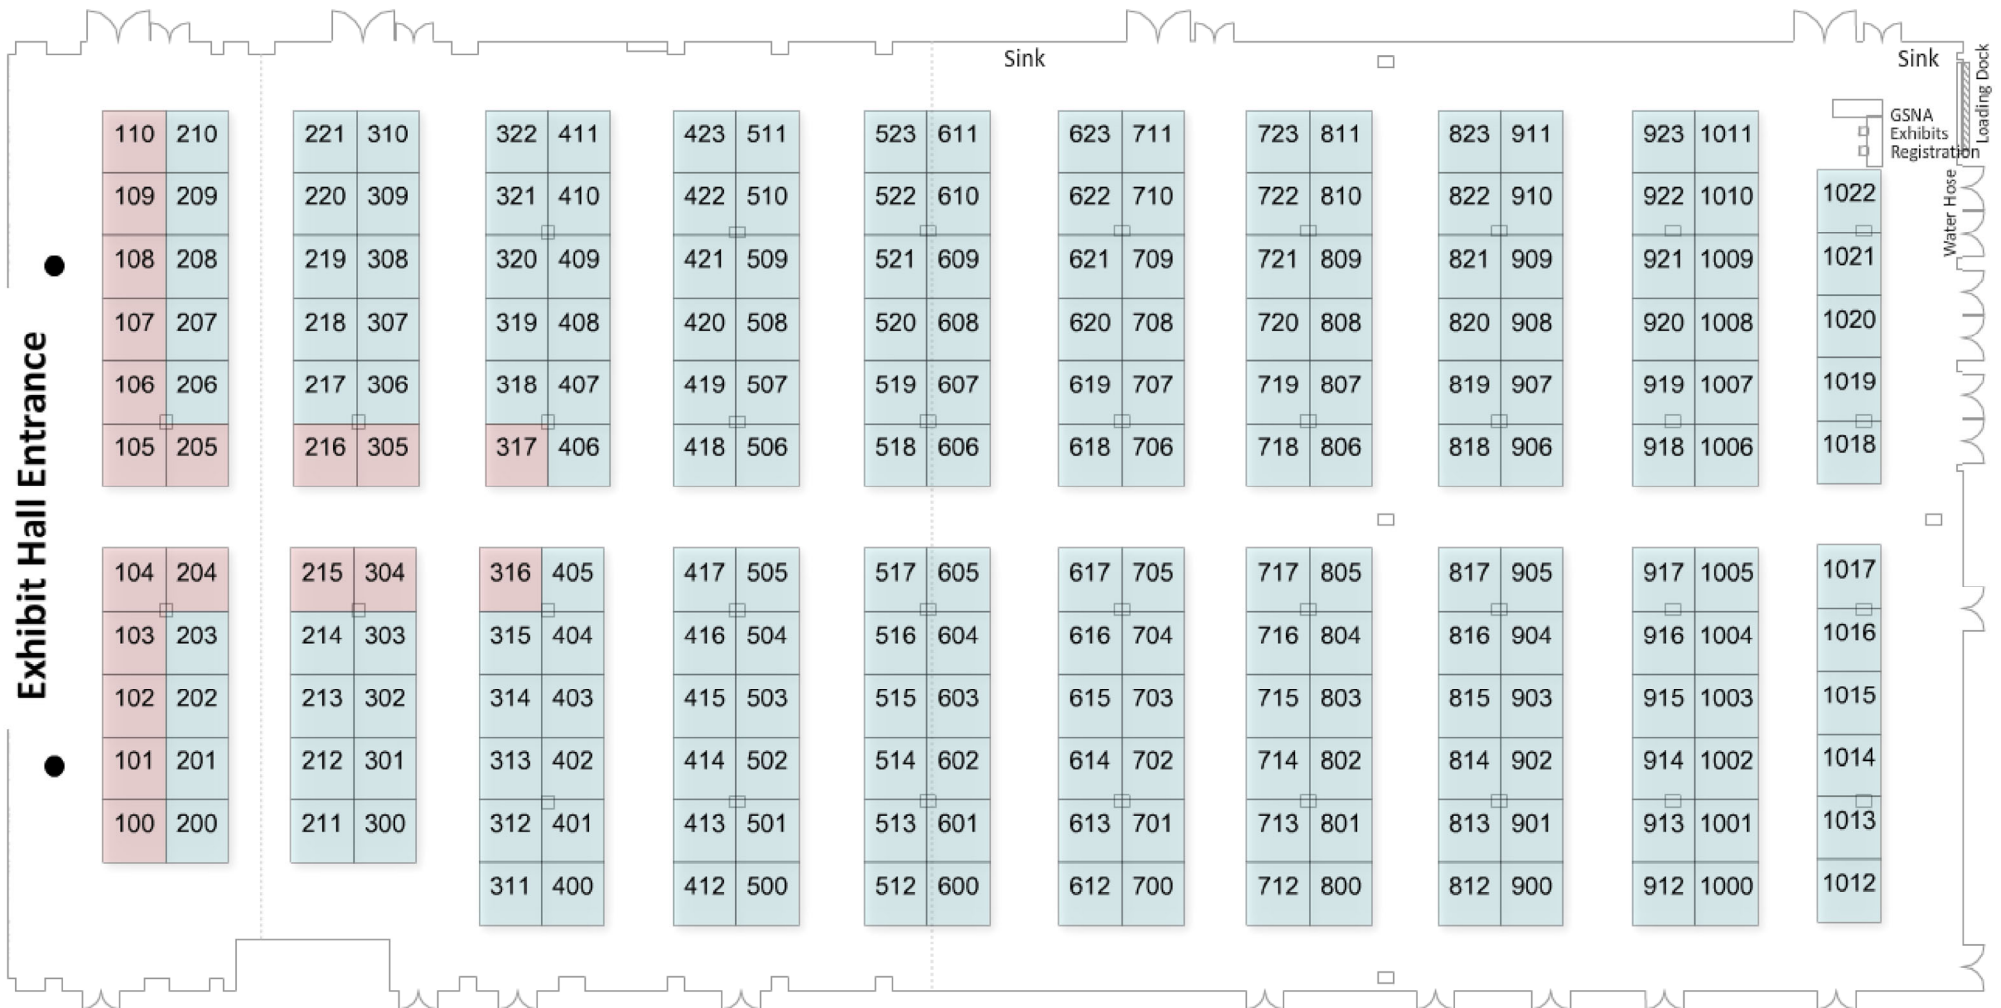 Sink Sink
Loading Dock
GSNA
Exhibits
Registration
Water Hose
Exhibit Hall Entrance
110 210 221 310 322 411 423 511 523 611 623 711 723 811 823 911 923 1011
109 209 220 309 321 410 422 510 522 610 622 710 722 810 822 910 922 1010 1022
108 208 219 308 320 409 421 509 521 609 621 709 721 809 821 909 921 1009 1021
107 207 218 307 319 408 420 508 520 608 620 708 720 808 820 908 920 1008 1020
106 206 217 306 318 407 419 507 519 607 619 707 719 807 819 907 919 1007 1019
105 205 216 305 317 406 418 506 518 606 618 706 718 806 818 906 918 1006 1018
104 204 215 304 316 405 417 505 517 605 617 705 717 805 817 905 917 1005 1017
103 203 214 303 315 404 416 504 516 604 616 704 716 804 816 904 916 1004 1016
102 202 213 302 314 403 415 503 515 603 615 703 715 803 815 903 915 1003 1015
101 201 212 301 313 402 414 502 514 602 614 702 714 802 814 902 914 1002 1014
100 200 211 300 312 401 413 501 513 601 613 701 713 801 813 901 913 1001 1013
311 400 412 500 512 600 612 700 712 800 812 900 912 1000 1012